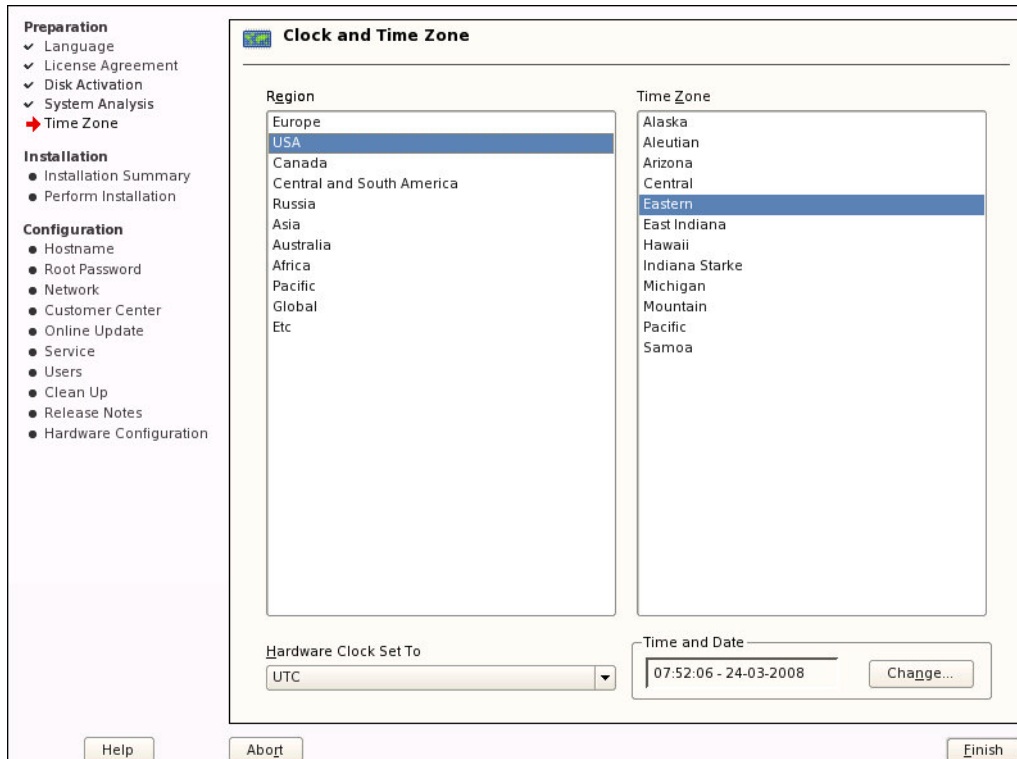 Preparation
Language
License Agreement
Disk Activation
System Analysis
Time Zone
Installation
Installation Summary
Perform Installation
Configuration
Hostname
Root Password
Network
Customer Center
Online Update
Service
Users
Clean Up
Release Notes
Hardware Configuration
Clock and Time Zone
Region
Europe
USA
Canada
Central and South America
Russia
Asia
Australia
Africa
Pacific
Global
Etc
Time Zone
Alaska
Aleutian
Arizona
Central
Eastern
East Indiana
Hawaii
Indiana Starke
Michigan
Mountain
Pacific
Samoa
Hardware Clock Set To
UTC
Time and Date
07:52:06 - 24-03-2008
Change...
Help
Abort
Finish